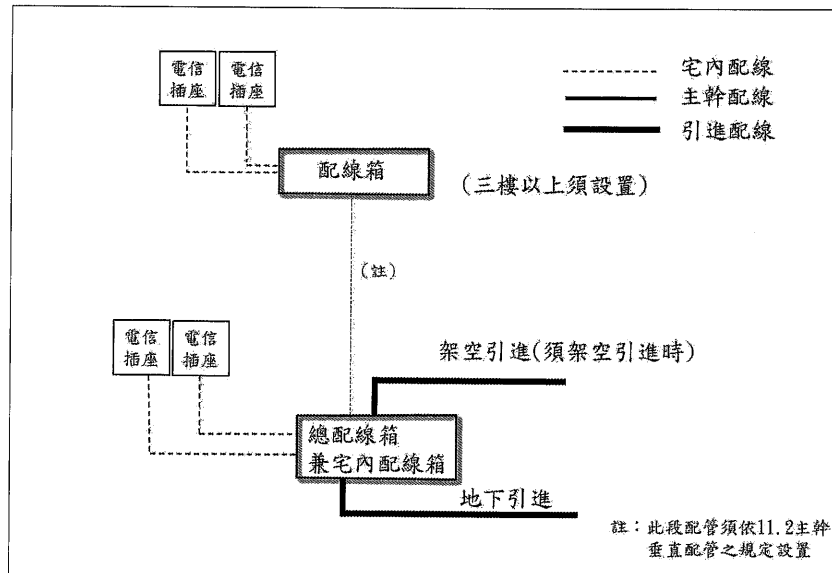 電信
插座
電信
插座
宅內配線
主幹配線
引進配線
配線箱
(三樓以上須設置)
(註)
電信
插座
電信
插座
架空引進(須架空引進時)
總配線箱
兼宅內配線箱
地下引進
註：此段配管須依11.2主幹
垂直配管之規定設置